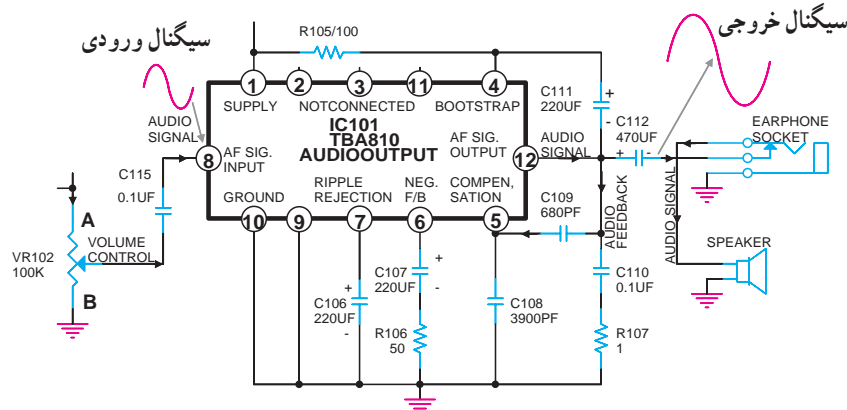 سیگنال ورودی
سیگنال خروجی
R105/100
1
2
3
11
4
SUPPLY
NOTCONNECTED
BOOTSTRAP
C111
220UF
+
-
IC101
TBA810
AUDIOOUTPUT
AUDIO
SIGNAL
8
AF SIG.
INPUT
AF SIG.
OUTPUT
12
AUDIO
SIGNAL
C112
470UF
+ -
EARPHONE
SOCKET
C115
0.1UF
GROUND
RIPPLE
REJECTION
NEG.
F/B
COMPEN,
SATION
10
9
7
6
5
C109
680PF
AUDIO
FEEDBACK
AUDIO SIGNAL
SPEAKER
A
VOLUME
CONTROL
VR102
100K
B
+
C106
220UF
-
C107
220UF
+
-
R106
50
C108
3900PF
C110
0.1UF
R107
1